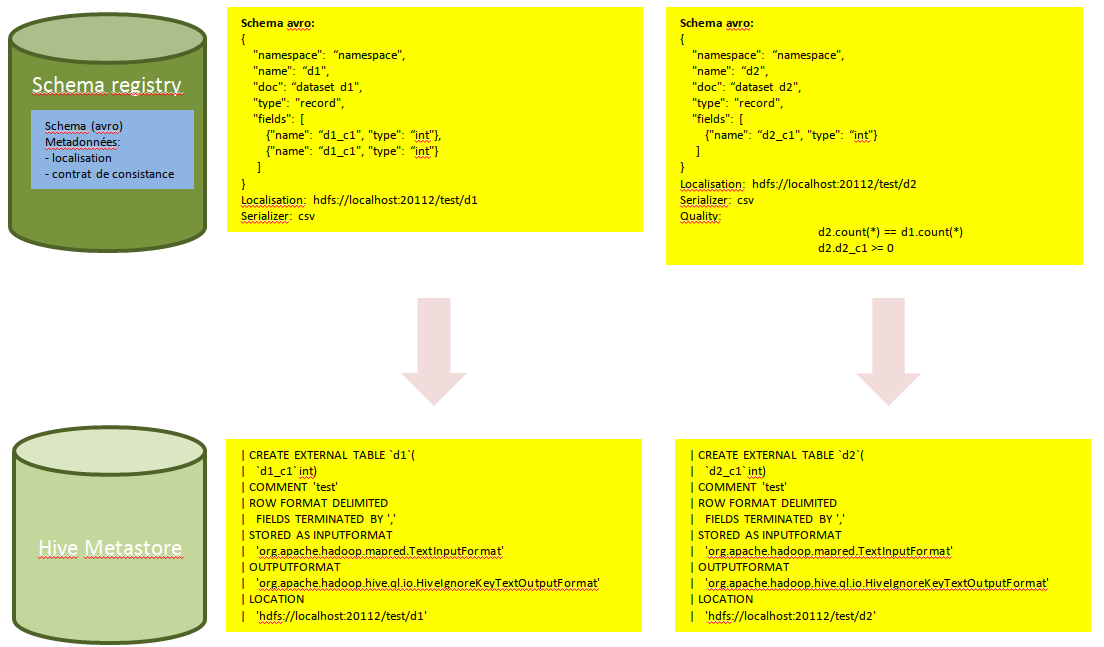 Schema registry
Schema (avro)
Metadonnées:
- localisation
- contrat de consistance
Schema avro:
{
"namespace": “namespace",
"name": “d1",
"doc": “dataset d1",
"type": "record",
"fields": [
{"name": “d1_c1", "type": “int"},
{"name": “d1_c1", "type": “int"}
]
}
Localisation: hdfs://localhost:20112/test/d1
Serializer: csv
Schema avro:
{
"namespace": “namespace",
"name": “d2",
"doc": “dataset d2",
"type": "record",
"fields": [
{"name": “d2_c1", "type": “int"}
]
}
Localisation: hdfs://localhost:20112/test/d2
Serializer: csv
Quality:
d2.count(*) == d1.count(*)
d2.d2_c1 >= 0
Hive Metastore
| CREATE EXTERNAL TABLE `d1`(
| `d1_c1` int)
| COMMENT 'test'
| ROW FORMAT DELIMITED
| FIELDS TERMINATED BY ','
| STORED AS INPUTFORMAT
| 'org.apache.hadoop.mapred.TextInputFormat'
| OUTPUTFORMAT
| 'org.apache.hadoop.hive.ql.io.HiveIgnoreKeyTextOutputFormat'
| LOCATION
| 'hdfs://localhost:20112/test/d1'
| CREATE EXTERNAL TABLE `d2`(
| `d2_c1` int)
| COMMENT 'test'
| ROW FORMAT DELIMITED
| FIELDS TERMINATED BY ','
| STORED AS INPUTFORMAT
| 'org.apache.hadoop.mapred.TextInputFormat'
| OUTPUTFORMAT
| 'org.apache.hadoop.hive.ql.io.HiveIgnoreKeyTextOutputFormat'
| LOCATION
| 'hdfs://localhost:20112/test/d2'